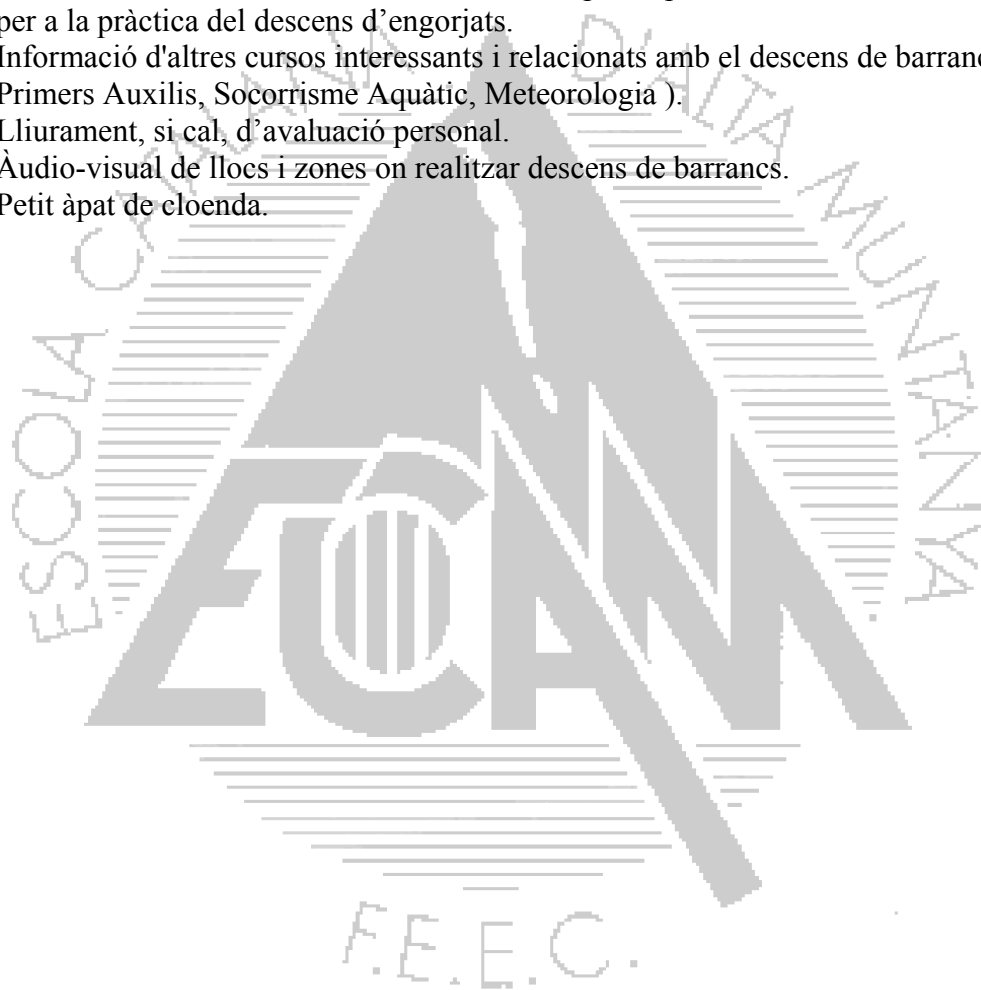 per a la pràctica del descens d’engorjats.
Informació d'altres cursos interessants i relacionats amb el descens de barranc
Primers Auxilis, Socorrisme Aquàtic, Meteorologia ).
Lliurament, si cal, d’avaluació personal.
Àudio-visual de llocs i zones on realitzar descens de barrancs.
Petit àpat de cloenda.
ESCOLA CATALANA D'ALTA MUNTANYA
ECAM
F.E.E.C.